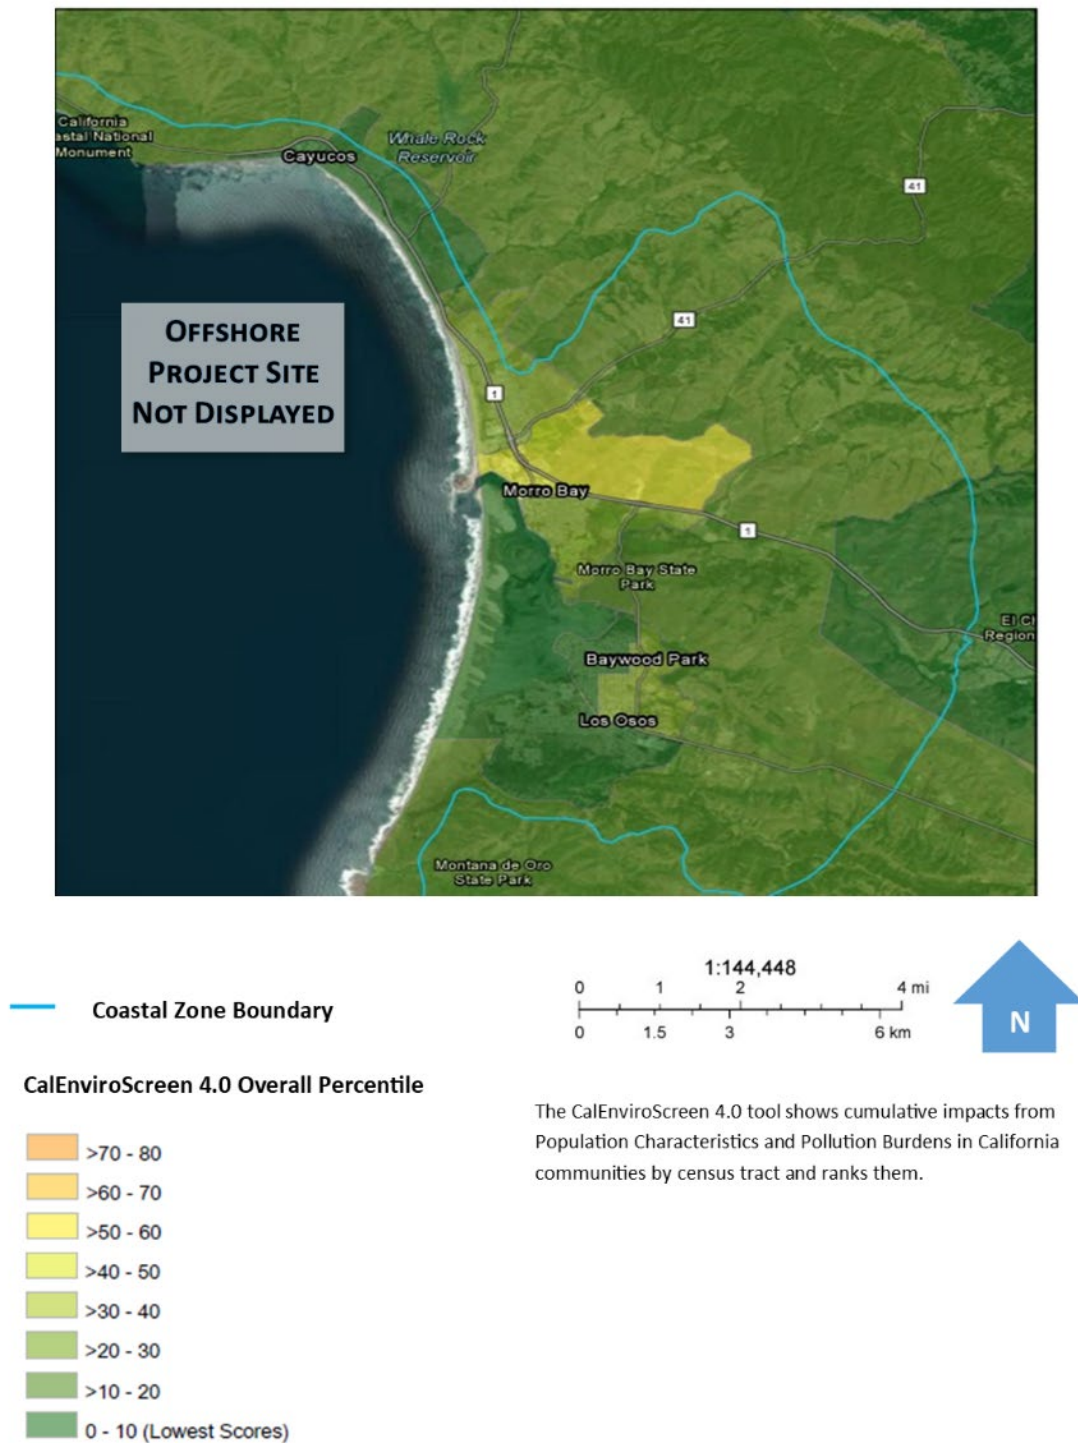 California
astal National
Monument
Whale Rock
Reservoir
Cayucos
41
OFFSHORE
PROJECT SITE
NOT DISPLAYED
41
1
Morro Bay
1
Morro Bay State
Park
El Ch
Region
Baywood Park
Los Osos
Montana de Oro
State Park
Coastal Zone Boundary
1:144,448
0 1 2 4 mi
0 1.5 3 6 km
N
CalEnviroScreen 4.0 Overall Percentile
The CalEnviroScreen 4.0 tool shows cumulative impacts from
Population Characteristics and Pollution Burdens in California
communities by census tract and ranks them.
>70 - 80
>60 - 70
>50 - 60
>40 - 50
>30 - 40
>20 - 30
>10 - 20
0 - 10 (Lowest Scores)